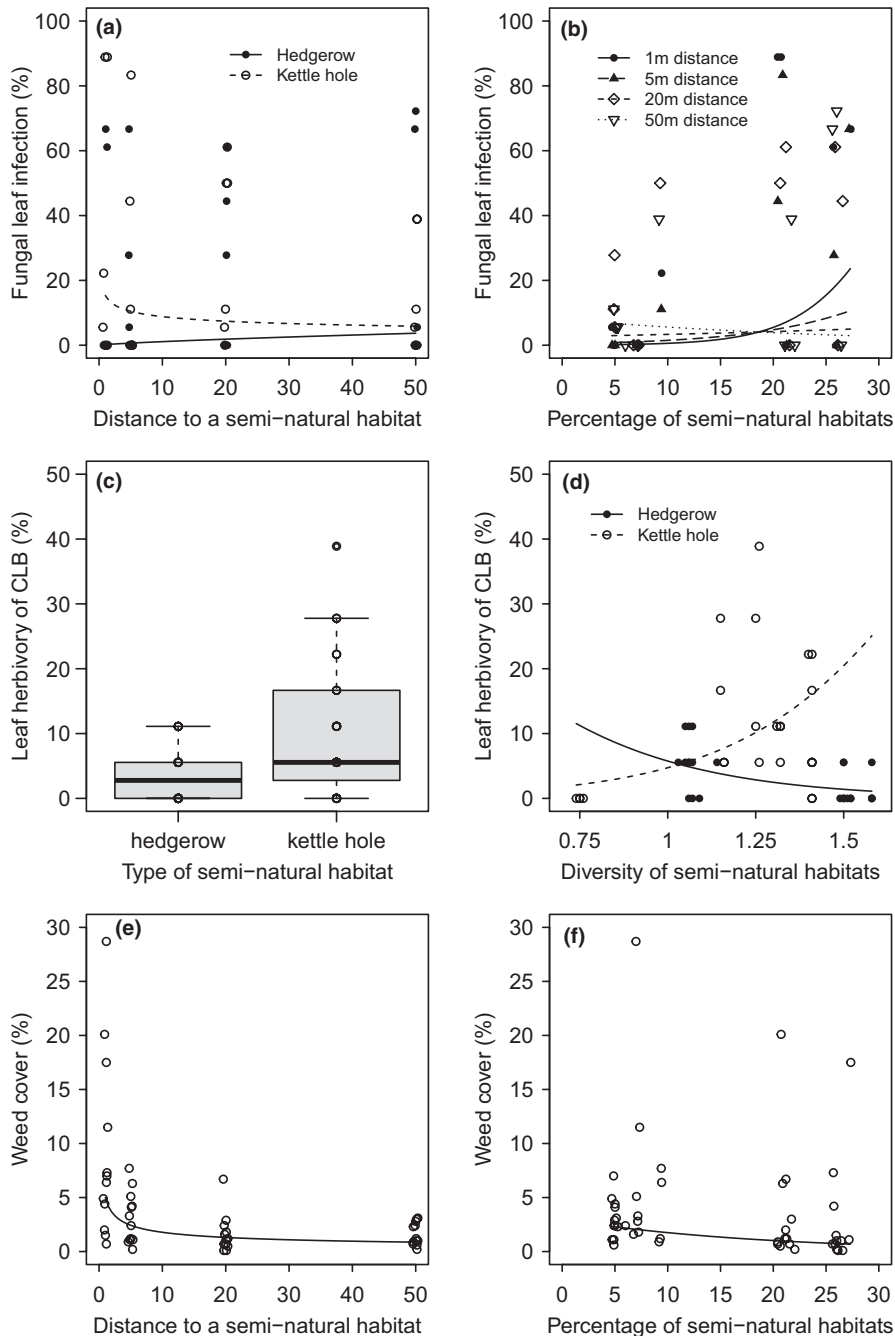 (a)
Hedgerow
Kettle hole
Fungal leaf infection (%)
100
80
60
40
20
0
0 10 20 30 40 50
Distance to a semi−natural habitat
(b)
1m distance
5m distance
20m distance
50m distance
Fungal leaf infection (%)
100
80
60
40
20
0
0 5 10 15 20 25 30
Percentage of semi−natural habitats
(c)
Leaf herbivory of CLB (%)
50
40
30
20
10
0
hedgerow kettle hole
Type of semi−natural habitat
(d)
Hedgerow
Kettle hole
Leaf herbivory of CLB (%)
50
40
30
20
10
0
0.75 1 1.25 1.5
Diversity of semi−natural habitats
(e)
Weed cover (%)
30
25
20
15
10
5
0
0 10 20 30 40 50
Distance to a semi−natural habitat
(f)
Weed cover (%)
30
25
20
15
10
5
0
0 5 10 15 20 25 30
Percentage of semi−natural habitats